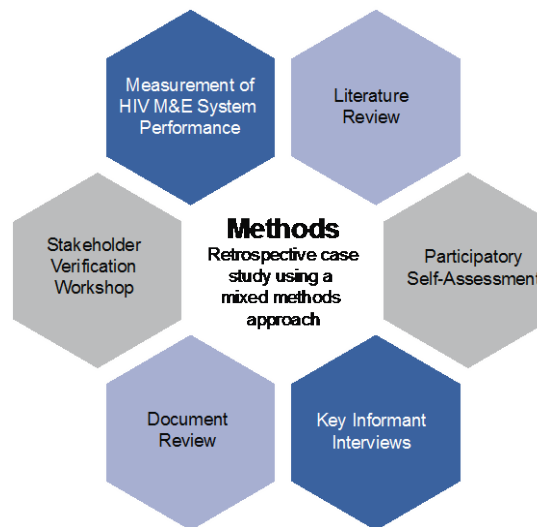 Measurement of
HIV M&E System
Performance
Literature
Review
Stakeholder
Verification
Workshop
Methods
Retrospective case
study using a
mixed methods
approach
Participatory
Self-Assessment
Document
Review
Key Informant
Interviews